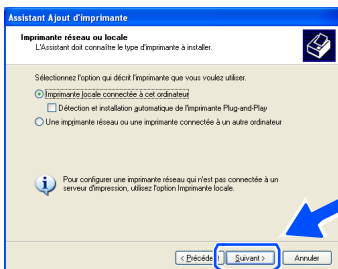 Assistant Ajout d'imprimante
Imprimante réseau ou locale
L'Assistant doit connaître le type d'imprimante à installer.
Sélectionnez l'option qui décrit l'imprimante que vous voulez utiliser.
Imprimante locale connectée à cet ordinateur
Détection et installation automatique de l'imprimante Plug-and-Play
Une imprimante réseau ou une imprimante connectée à un autre ordinateur
Pour configurer une imprimante réseau qui n'est pas connectée à un
serveur d'impression, utilisez l'option Imprimante locale.
< Précédent Suivant > Annuler